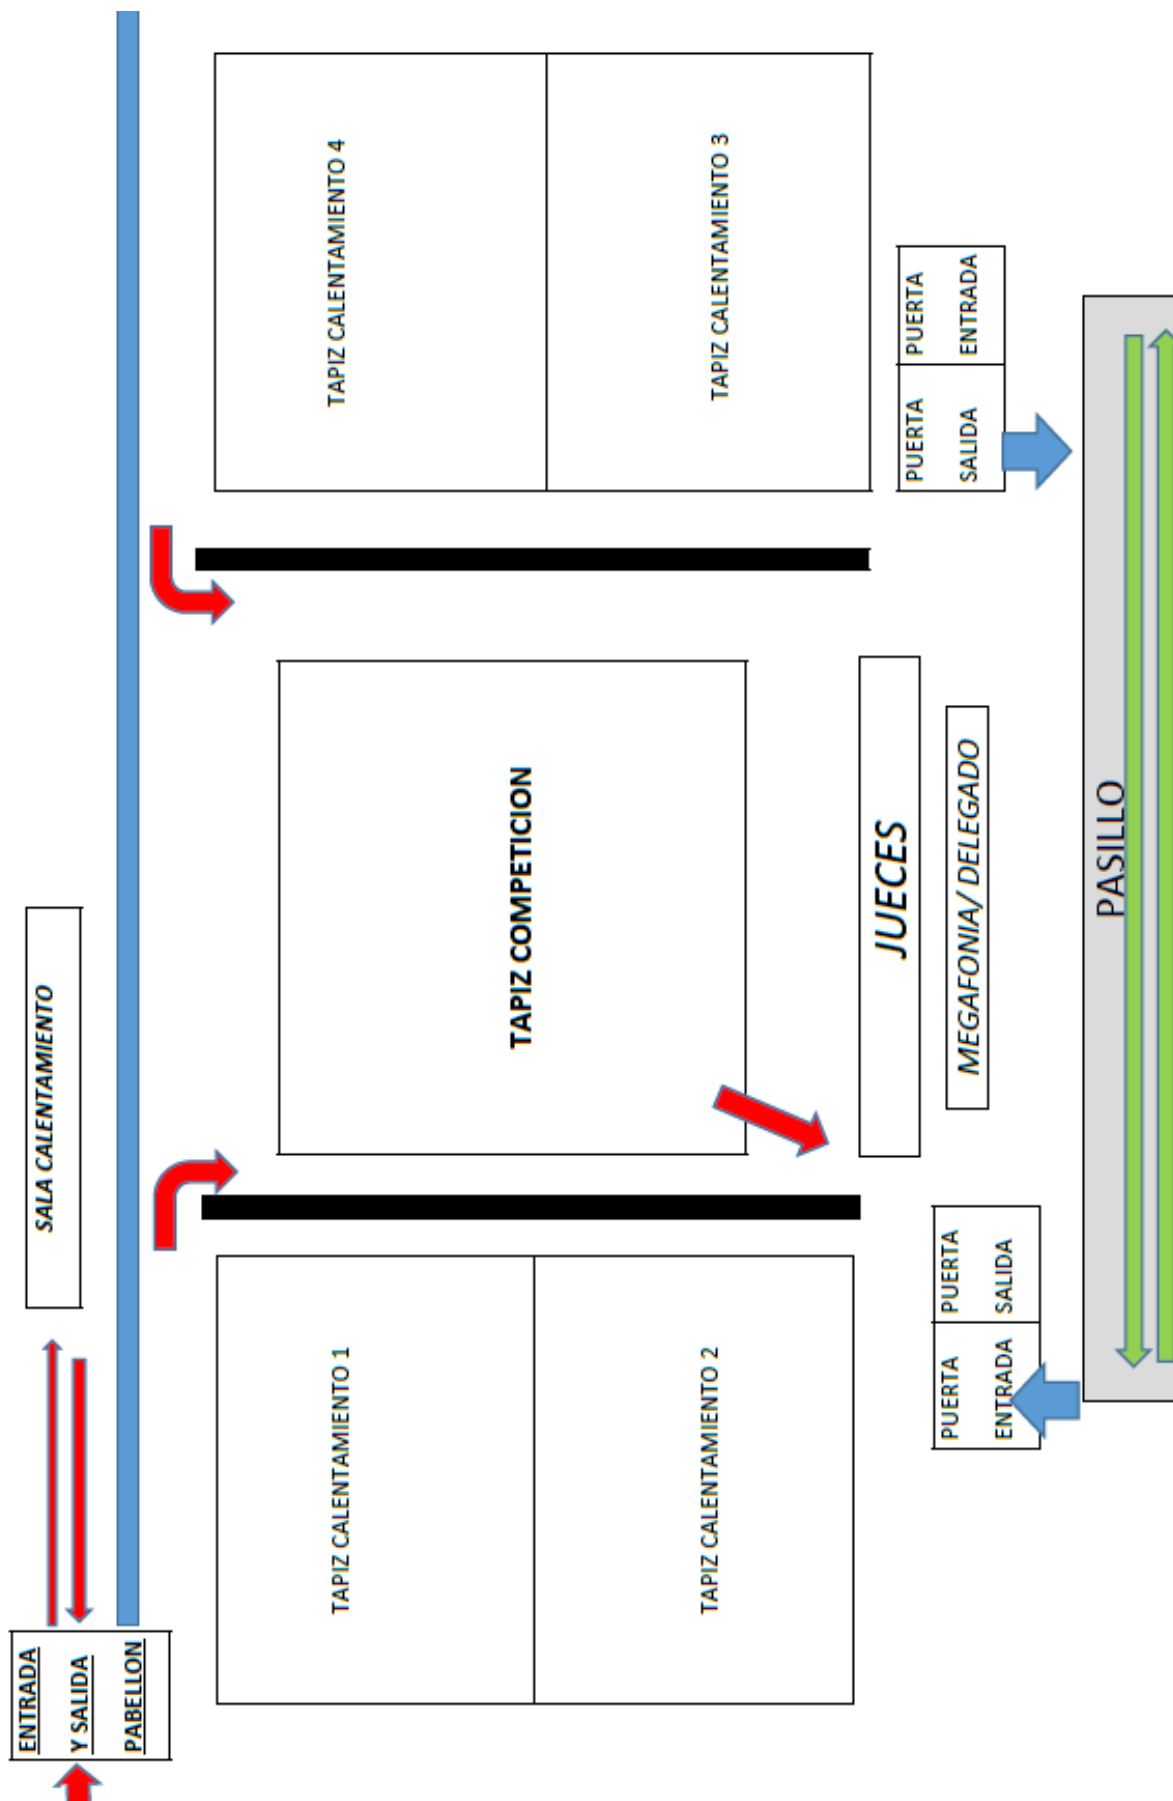 ENTRADA
Y SALIDA
PABELLON
SALA CALENTAMIENTO
TAPIZ CALENTAMIENTO 1
TAPIZ CALENTAMIENTO 2
TAPIZ COMPETICION
TAPIZ CALENTAMIENTO 4
TAPIZ CALENTAMIENTO 3
JUECES
MEGAFONIA/ DELEGADO
PUERTA
ENTRADA
PUERTA
SALIDA
PUERTA
SALIDA
PUERTA
ENTRADA
PASILLO